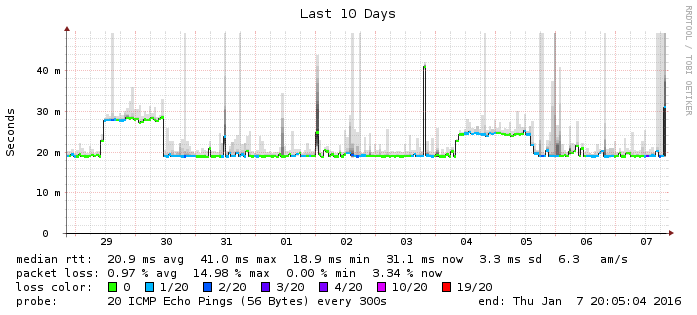 Last 10 Days
RRDTOOL / TOBI OETIKER
Seconds
40 m
30 m
20 m
10 m
0
29 30 31 01 02 03 04 05 06 07
median rtt: 20.9 ms avg 41.0 ms max 18.9 ms min 31.1 ms now 3.3 ms sd 6.3 am/s
packet loss: 0.97 % avg 14.98 % max 0.00 % min 3.34 % now
loss color: 0 1/20 2/20 3/20 4/20 10/20 19/20
probe: 20 ICMP Echo Pings (56 Bytes) every 300s end: Thu Jan 7 20:05:04 2016